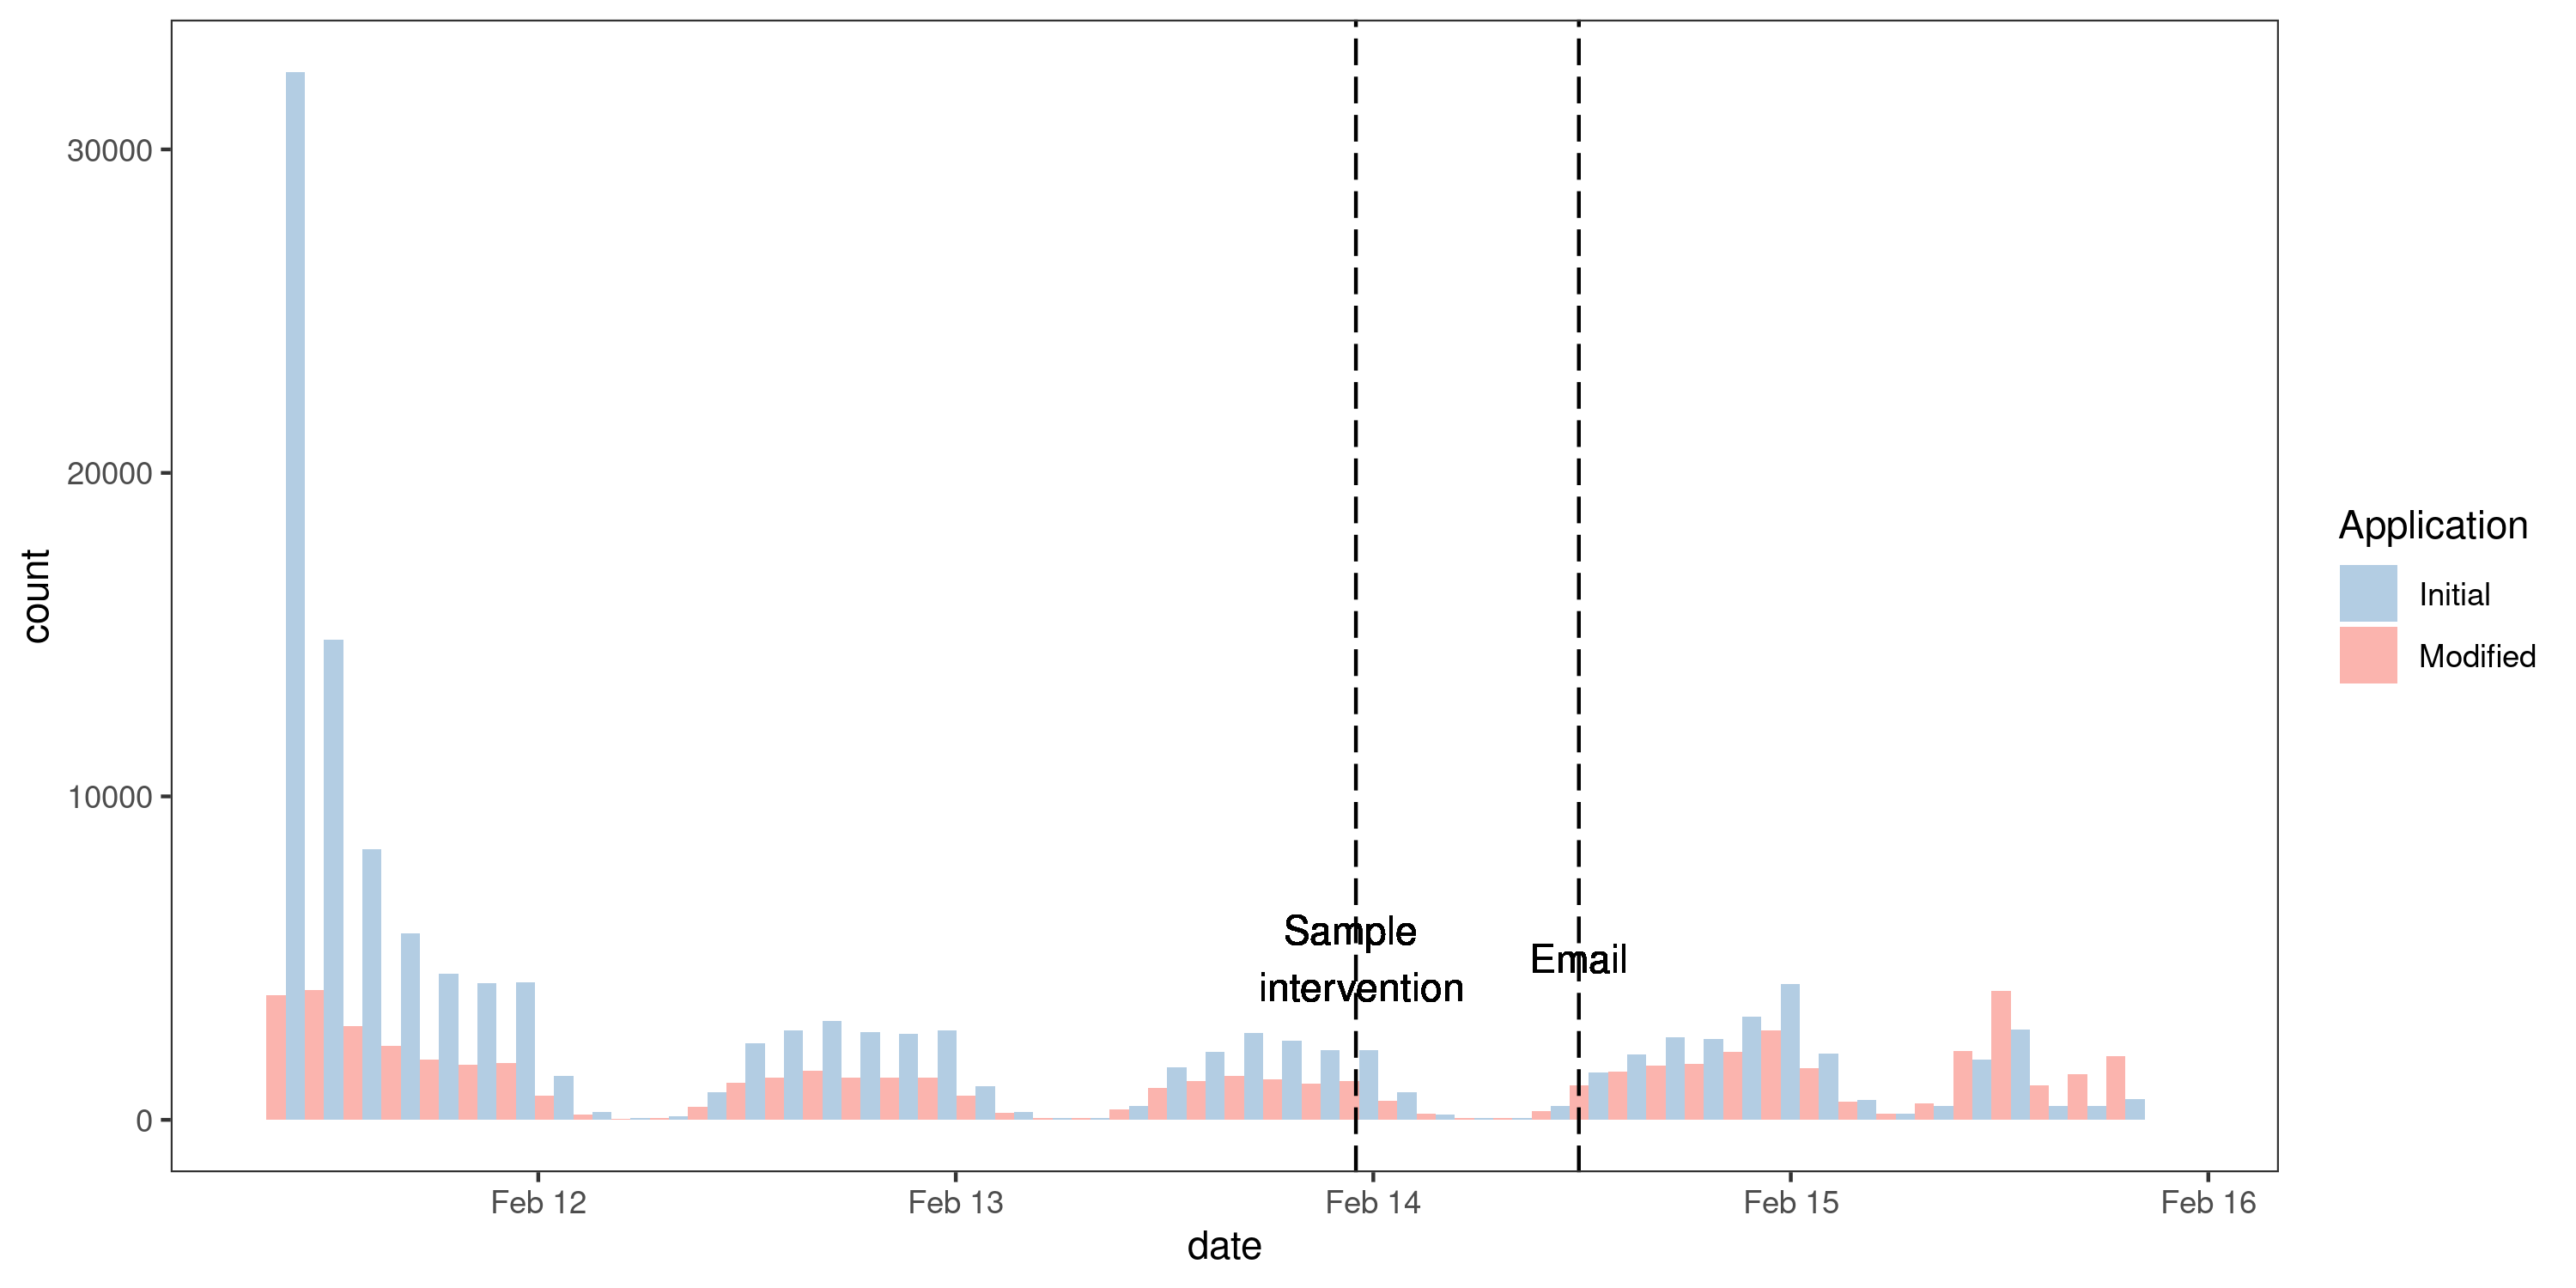 30000
20000
10000
0
count
Sample
intervention
Email
Feb 12
Feb 13
Feb 14
Feb 15
Feb 16
date
Application
Initial
Modified